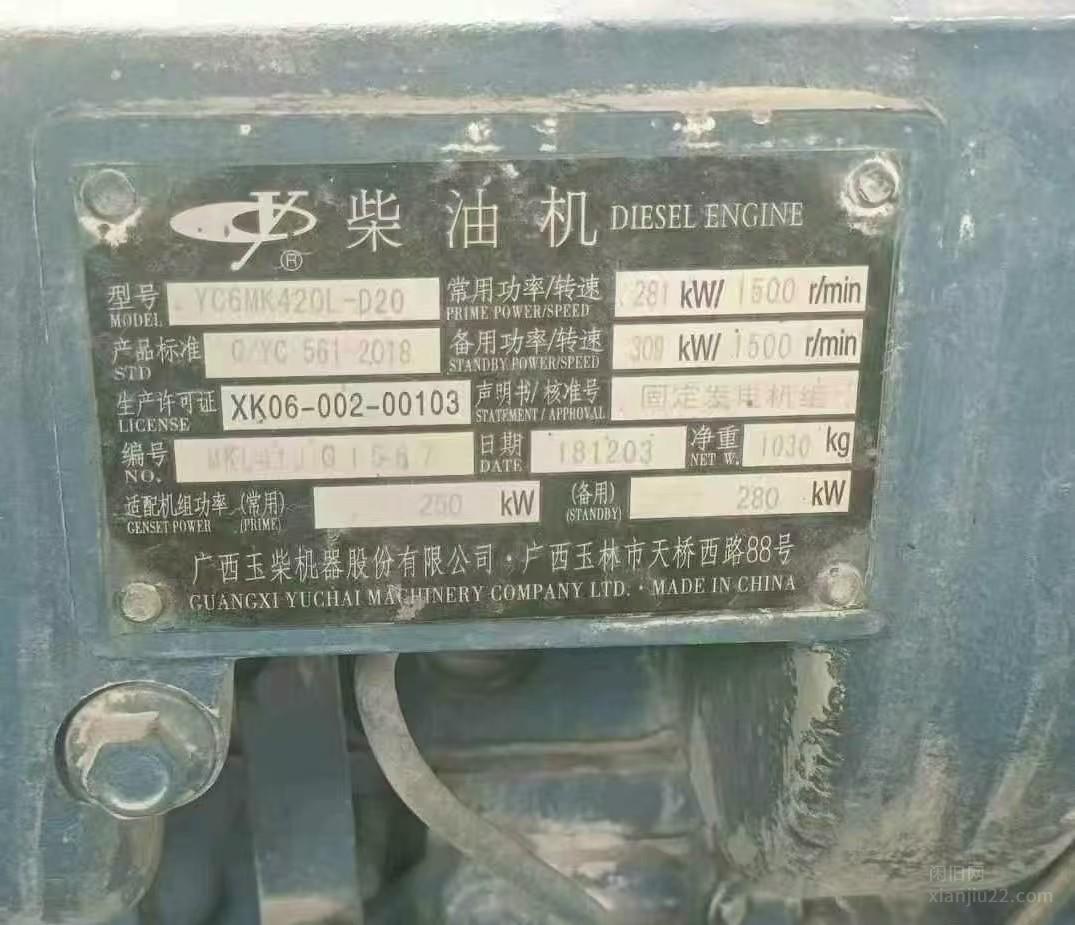 柴油机 DIESEL ENGINE
型号 MODEL YC6MK420L-D20 常用功率/转速 PRIME POWER/SPEED 281 kW/ 1500 r/min
产品标准 STD Q/YC 561-2018 备用功率/转速 STANDBY POWER/SPEED 309 kW/ 1500 r/min
生产许可证 LICENSE XK06-002-00103 声明书/核准号 STATEMENT / APPROVAL 固定发电机组
编号 NO. 日期 DATE 181203 净重 NET W. 1030 kg
适配机组功率 GENSET POWER (常用) (PRIME) 250 kW (备用) (STANDBY) 280 kW
广西玉柴机器股份有限公司·广西玉林市天桥西路88号
GUANGXI YUCHAI MACHINERY COMPANY LTD. · MADE IN CHINA
闲旧网
xianjiu22.com